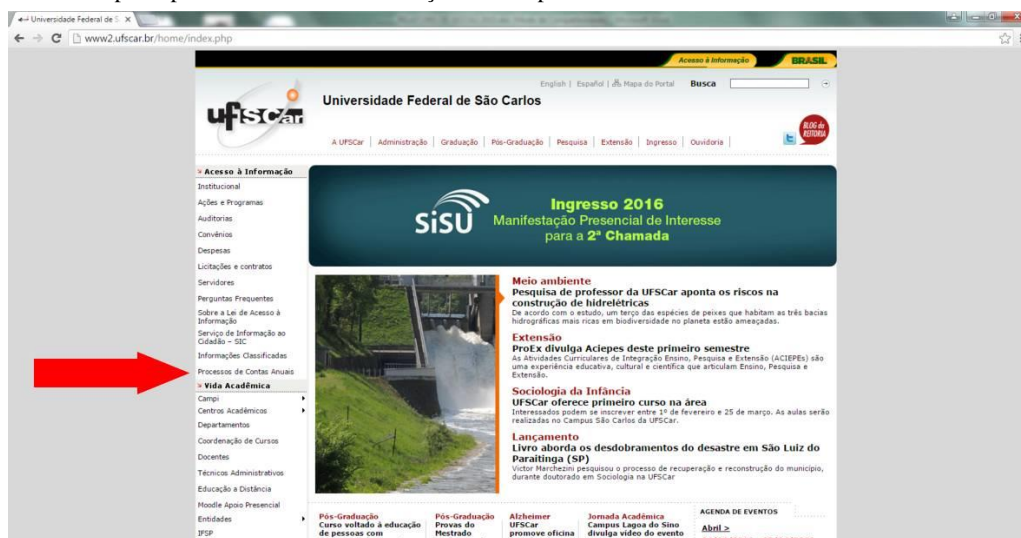 Universidade Federal de S
www2.ufscar.br/home/index.php
Acesso à Informação
BRASIL
English | Español | Mapa do Portal Busca
ufSCar
Universidade Federal de São Carlos
BLOG da
REITORIA
A UFSCar | Administração | Graduação | Pós-Graduação | Pesquisa | Extensão | Ingresso | Ouvidoria |
Acesso à Informação
Institucional
Ações e Programas
Auditorias
Convênios
Despesas
Licitações e contratos
Servidores
Perguntas Frequentes
Sobre a Lei de Acesso à
Informação
Serviço de Informação ao
Cidadão – SIC
Informações Classificadas
Processos de Contas Anuais
Vida Acadêmica
Campi
Centros Acadêmicos
Departamentos
Coordenação de Cursos
Docentes
Técnicos Administrativos
Educação a Distância
Moodle Apoio Presencial
Entidades
IFSP
SiSU
Ingresso 2016
Manifestação Presencial de Interesse
para a 2ª Chamada
Meio ambiente
Pesquisa de professor da UFSCar aponta os riscos na
construção de hidrelétricas
De acordo com o estudo, um terço das espécies de peixes que habitam as três bacias
hidrográficas mais ricas em biodiversidade no planeta estão ameaçadas.
Extensão
ProEx divulga Aciepes deste primeiro semestre
As Atividades Curriculares de Integração Ensino, Pesquisa e Extensão (ACIEPEs) são
uma experiência educativa, cultural e científica que articulam Ensino, Pesquisa e
Extensão.
Sociologia da Infância
UFSCar oferece primeiro curso na área
Interessados podem se inscrever entre 1º de fevereiro e 25 de março. As aulas serão
realizadas no Campus São Carlos da UFSCar.
Lançamento
Livro aborda os desdobramentos do desastre em São Luiz do
Paraitinga (SP)
Victor Marchezini pesquisou o processo de recuperação e reconstrução do município,
durante doutorado em Sociologia na UFSCar
Pós-Graduação
Curso voltado à educação
de pessoas com
Pós-Graduação
Provas do
Mestrado
Alzheimer
UFSCar
promove oficina
Jornada Acadêmica
Campus Lagoa do Sino
divulga vídeo do evento
AGENDA DE EVENTOS
Abril >